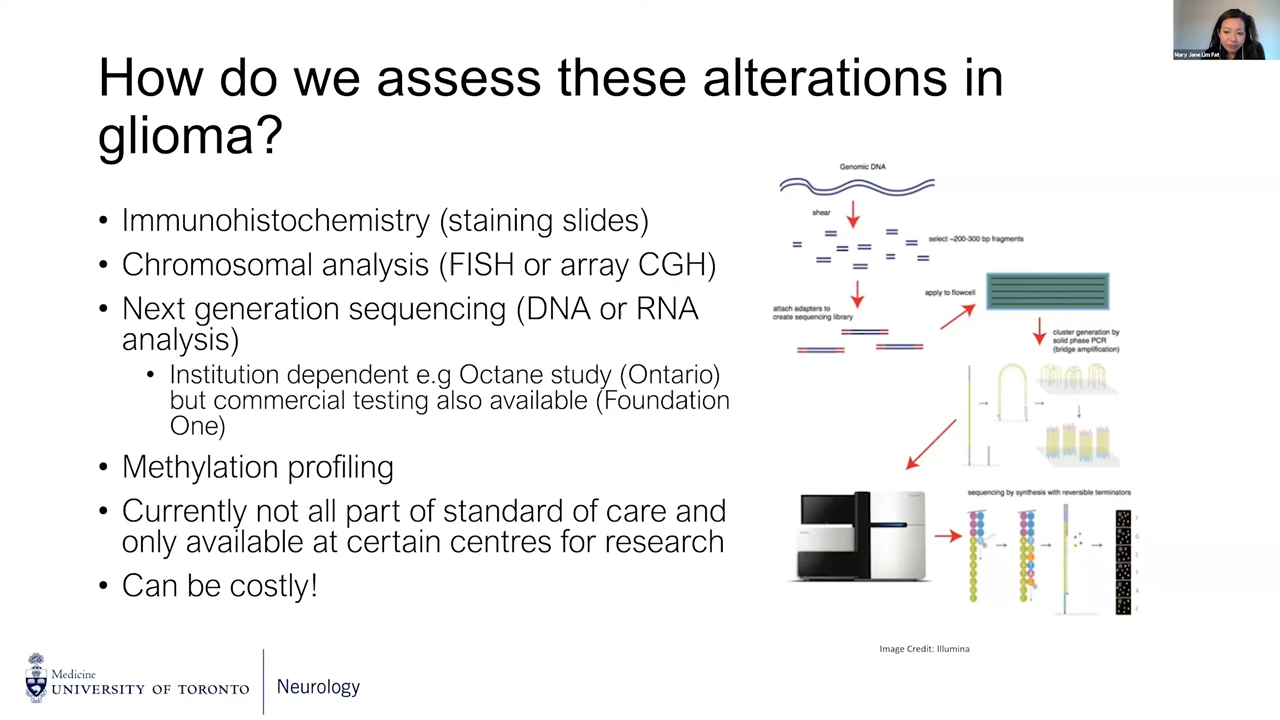 Mary Jane Lim Fat
How do we assess these alterations in
glioma?
• Immunohistochemistry (staining slides)
• Chromosomal analysis (FISH or array CGH)
• Next generation sequencing (DNA or RNA
analysis)
• Institution dependent e.g Octane study (Ontario)
but commercial testing also available (Foundation
One)
• Methylation profiling
• Currently not all part of standard of care and
only available at certain centres for research
• Can be costly!
Genomic DNA
shear
select ~200-300 bp fragments
attach adapters to
create sequencing library
apply to flowcell
cluster generation by
solid phase PCR
(bridge amplification)
sequencing by synthesis with reversible terminators
Image Credit: Illumina
Medicine
UNIVERSITY OF TORONTO
Neurology